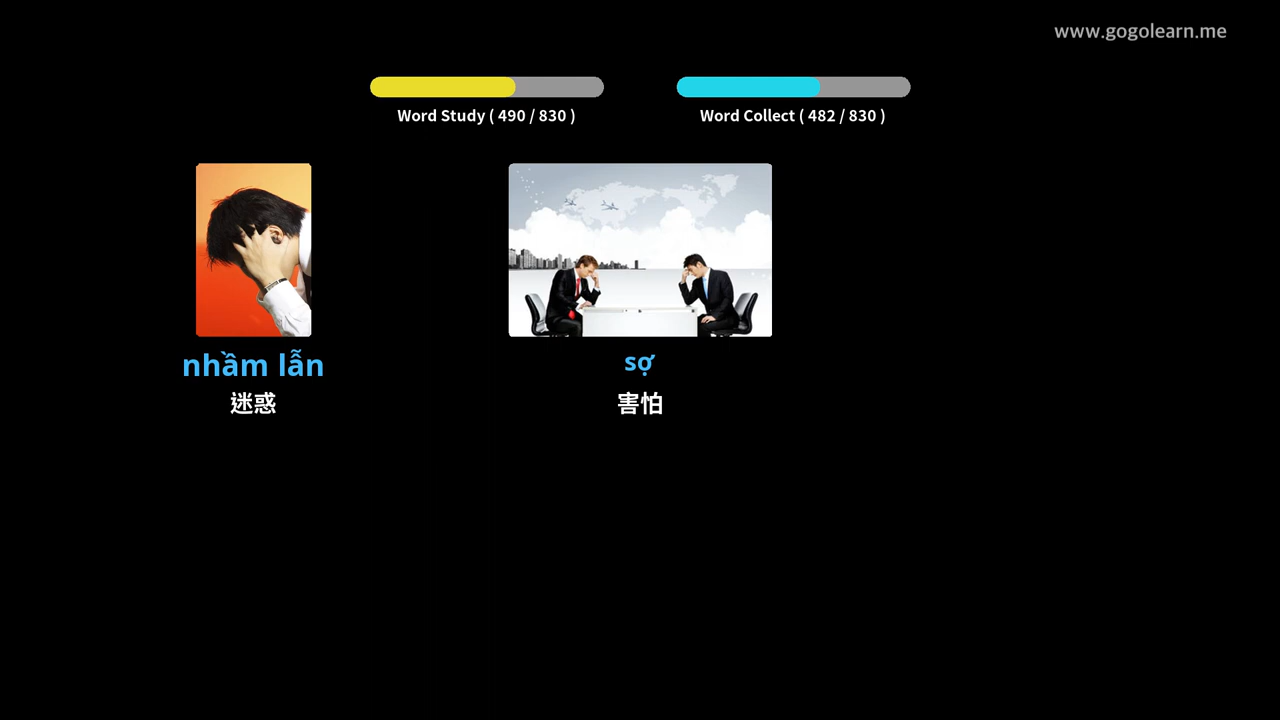 www.gogolearn.me
Word Study ( 490 / 830 )
Word Collect ( 482 / 830 )
nhầm lẫn
迷惑
sợ
害怕